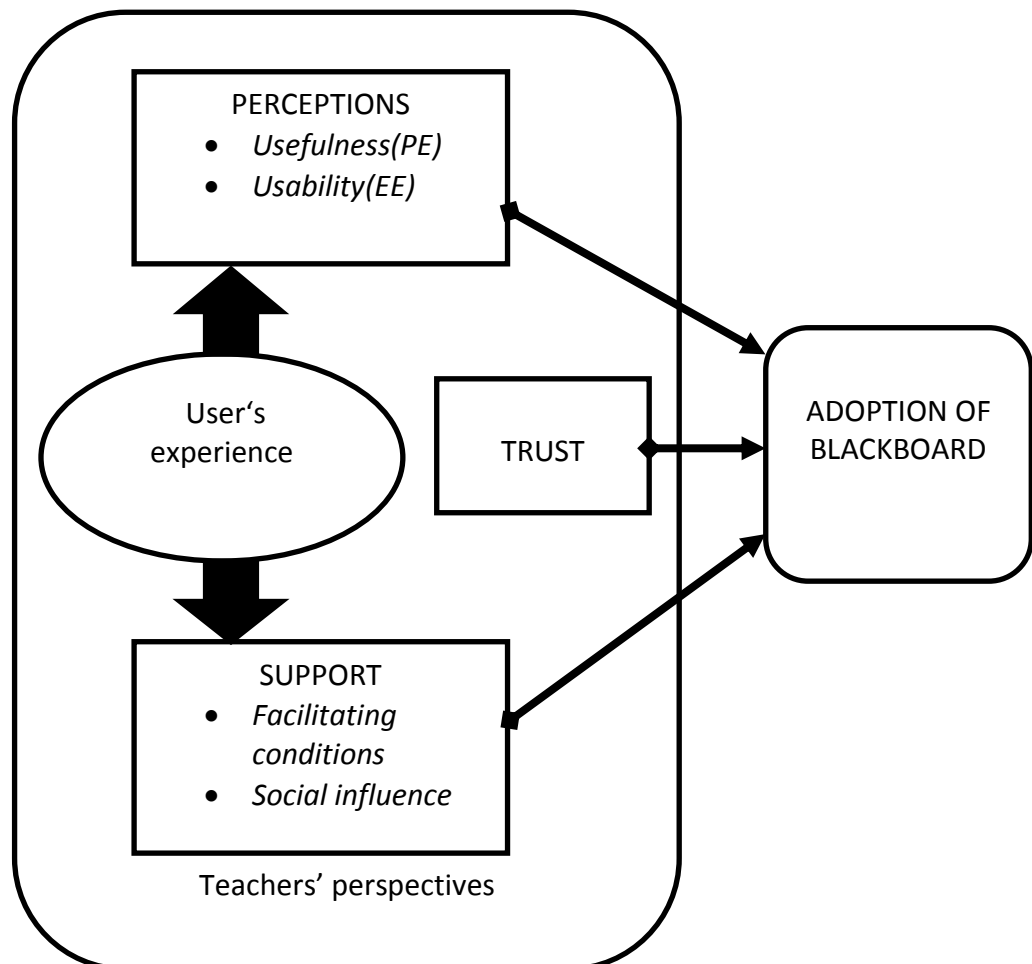 PERCEPTIONS
• Usefulness(PE)
• Usability(EE)
User‘s
experience
TRUST
ADOPTION OF
BLACKBOARD
SUPPORT
• Facilitating
conditions
• Social influence
Teachers’ perspectives